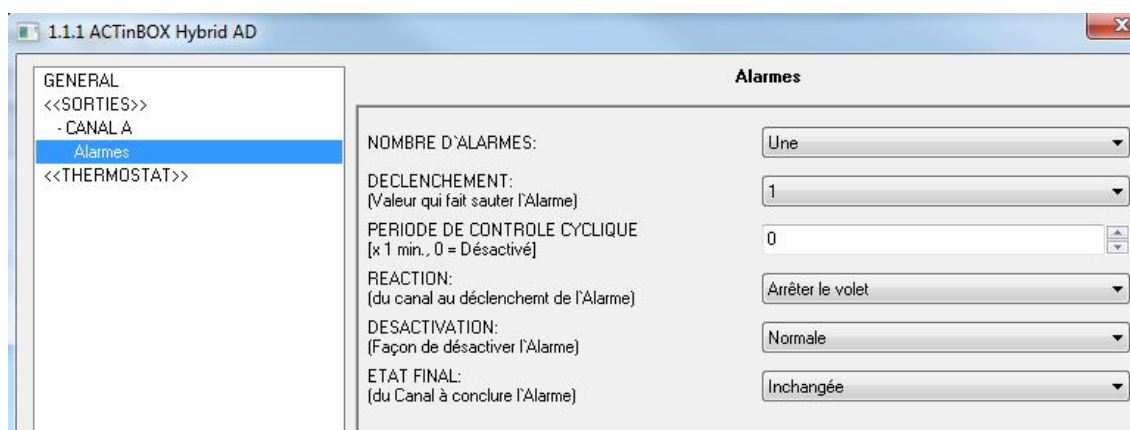 1.1.1 ACTinBOX Hybrid AD
GENERAL
<<SORTIES>>
- CANAL A
Alarmes
<<THERMOSTAT>>
Alarmes
NOMBRE D`ALARMES:
Une
DECLENCHEMENT:
(Valeur qui fait sauter l`Alarme)
1
PERIODE DE CONTROLE CYCLIQUE
[x 1 min., 0 = Désactivé]
0
REACTION:
(du canal au déclenchemt de l`Alarme)
Arrêter le volet
DESACTIVATION:
(Façon de désactiver l`Alarme)
Normale
ETAT FINAL:
(du Canal à conclure l`Alarme)
Inchangée